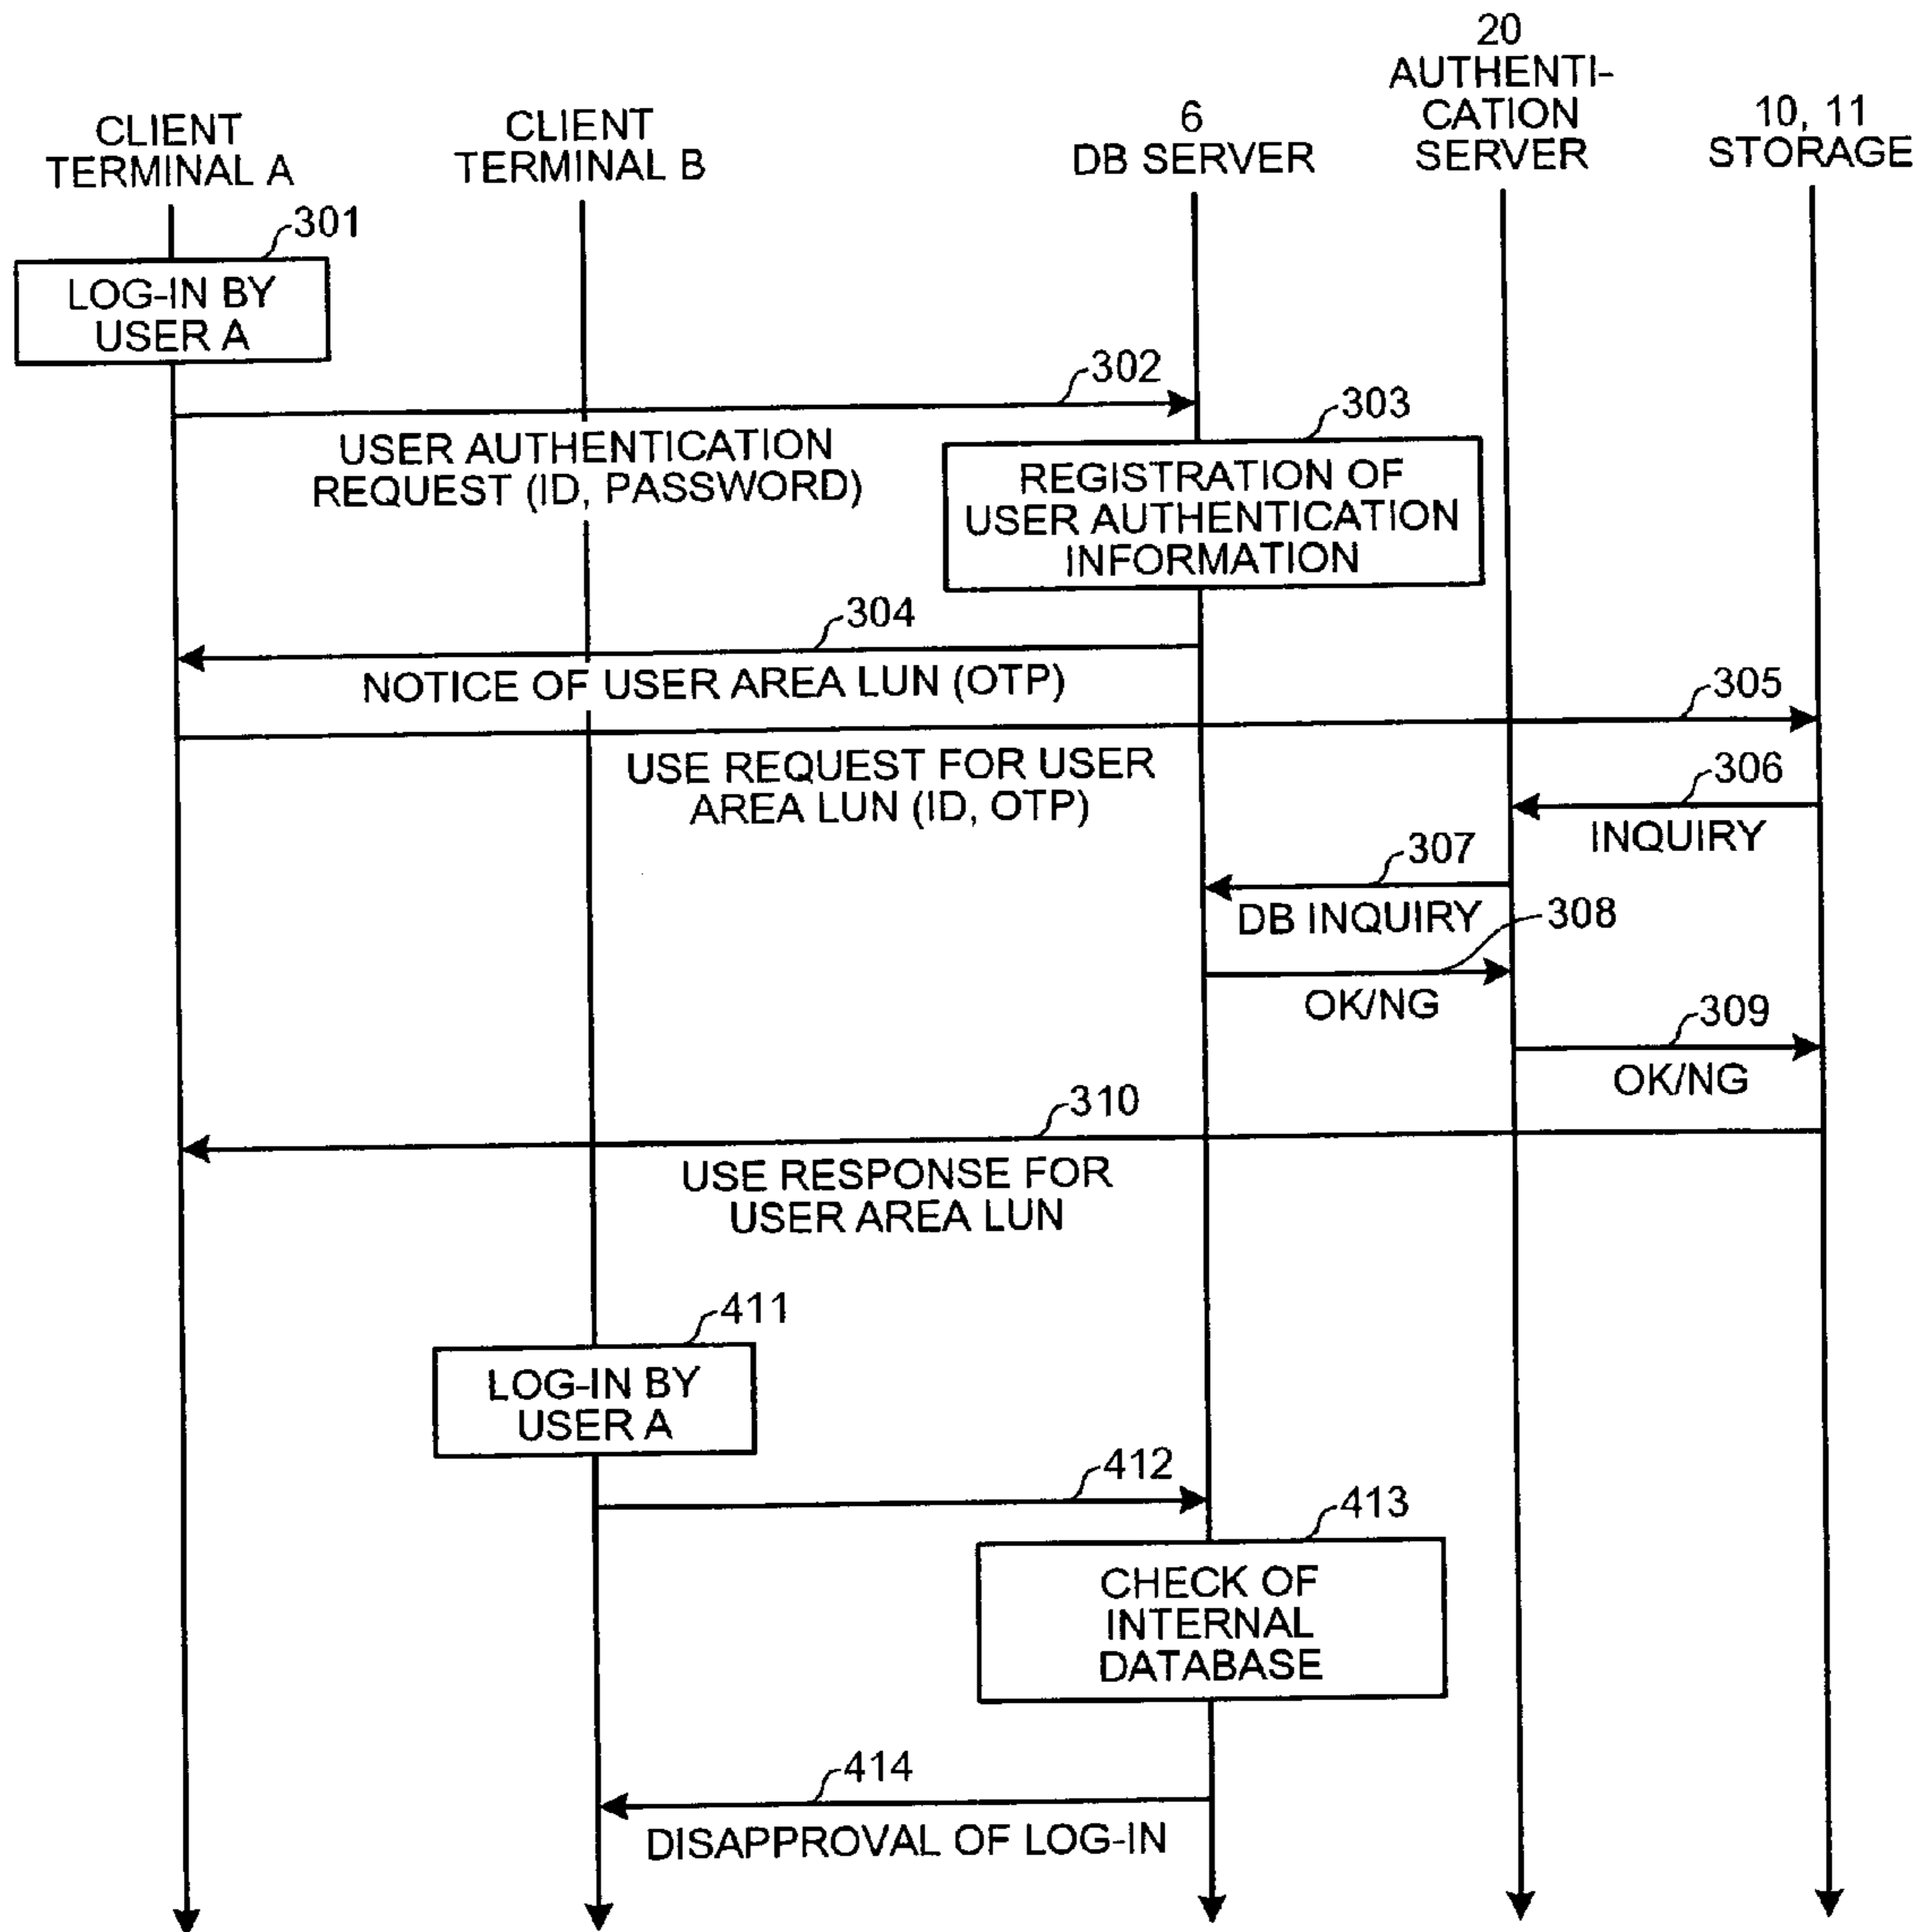 CLIENT
TERMINAL A
CLIENT
TERMINAL B
6
DB SERVER
20
AUTHENTI-
CATION
SERVER
10, 11
STORAGE
301
LOG-IN BY
USER A
302
USER AUTHENTICATION
REQUEST (ID, PASSWORD)
303
REGISTRATION OF
USER AUTHENTICATION
INFORMATION
304
NOTICE OF USER AREA LUN (OTP)
305
USE REQUEST FOR USER
AREA LUN (ID, OTP)
306
INQUIRY
307
DB INQUIRY
308
OK/NG
309
OK/NG
310
USE RESPONSE FOR
USER AREA LUN
411
LOG-IN BY
USER A
412
413
CHECK OF
INTERNAL
DATABASE
414
DISAPPROVAL OF LOG-IN